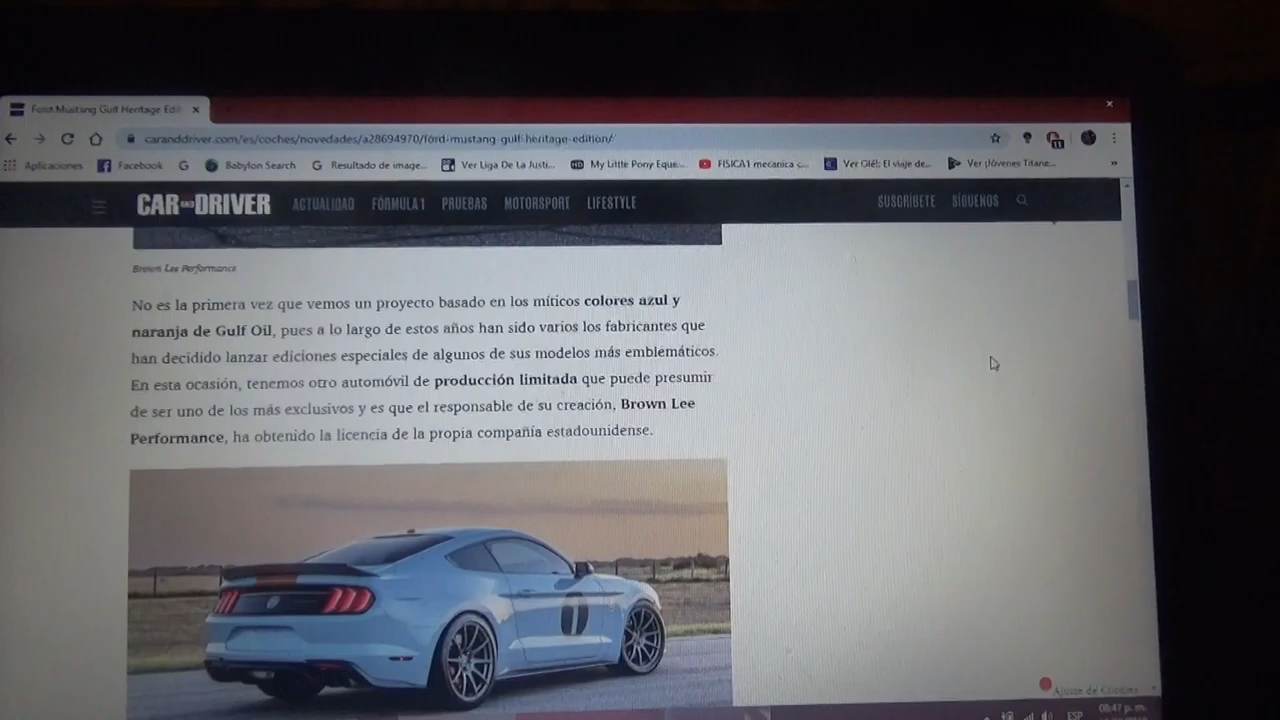 Ford Mustang Gulf Heritage Edi
caranddriver.com/es/coches/novedades/a28694970/ford-mustang-gulf-heritage-edition/
11
Aplicaciones Facebook Babylon Search Resultado de image... Ver Liga De La Justi... My Little Pony Eque... FISICA1 mecanica c... Ver Olé!: El viaje de... Ver ¡Jóvenes Titane... »
CAR AND DRIVER ACTUALIDAD FÓRMULA 1 PRUEBAS MOTORSPORT LIFESTYLE SUSCRÍBETE SÍGUENOS
Brown Lee Performance
No es la primera vez que vemos un proyecto basado en los míticos colores azul y
naranja de Gulf Oil, pues a lo largo de estos años han sido varios los fabricantes que
han decidido lanzar ediciones especiales de algunos de sus modelos más emblemáticos.
En esta ocasión, tenemos otro automóvil de producción limitada que puede presumir
de ser uno de los más exclusivos y es que el responsable de su creación, Brown Lee
Performance, ha obtenido la licencia de la propia compañía estadounidense.
1
Ajustes de Cookies
ESP 08:47 p. m.